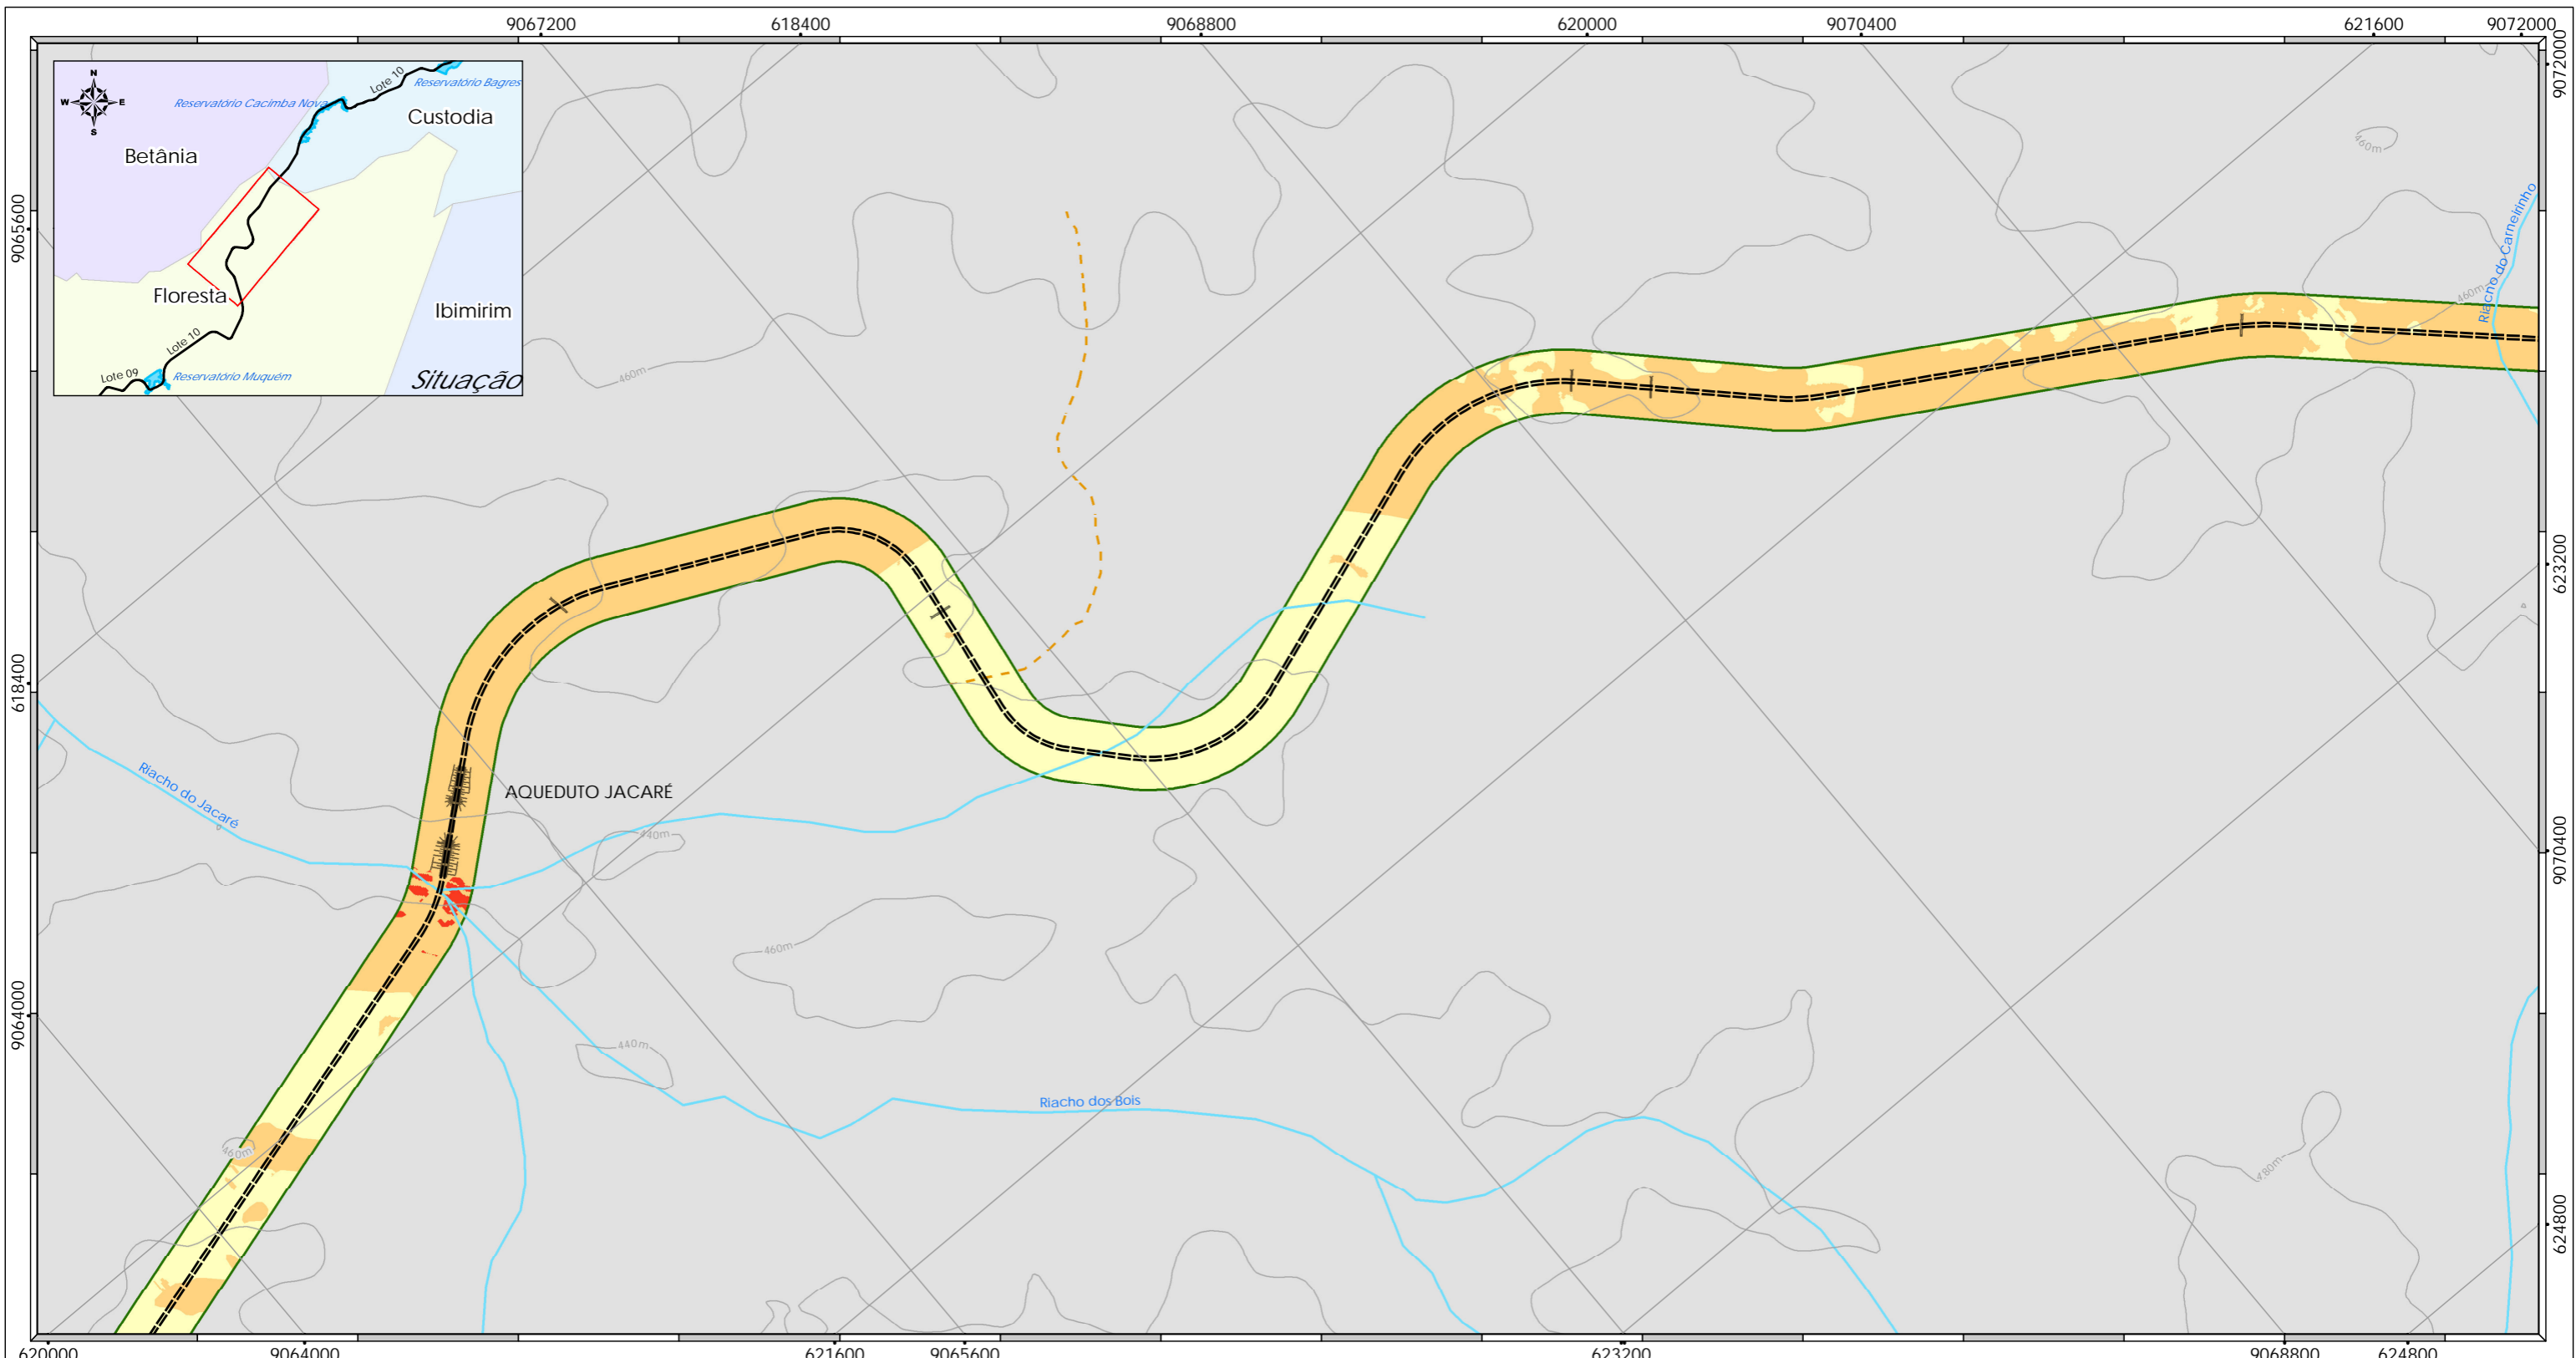 9067200 618400 9068800 620000 9070400 621600 9072000
N
W E
S
Lote 10
Reservatório Bagres
Reservatório Cacimba Nova
Custodia
Betânia
Floresta
Ibimirim
Lote 10
Lote 09
Reservatório Muquém
Situação
9065600
618400
9064000
9072000
623200
9070400
624800
460m
460m
460m
Riacho do Carneirinho
AQUEDUTO JACARÉ
Riacho do Jacaré
440m
460m
440m
Riacho dos Bois
460m
480m
620000 9064000 621600 9065600 623200 9068800 624800